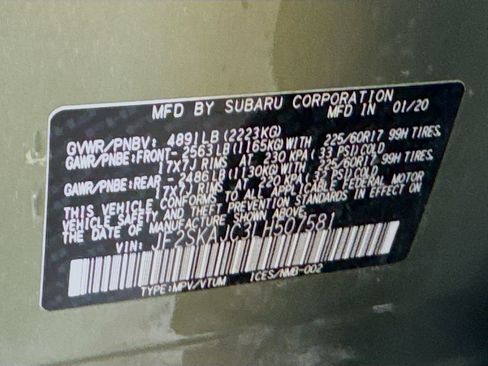 MFD BY SUBARU CORPORATION
MFD IN 01/20
GVWR/PNBV: 4891LB(2223KG)
GAWR/PNBE:FRONT-2563LB(1165KG) WITH 225/60R17 99H TIRES,
17X7J RIMS AT 230 KPA( 33 PSI)COLD
GAWR/PNBE:REAR - 2486LB(1130KG) WITH 225/60R17 99H TIRES,
17X7J RIMS AT 220 KPA( 32 PSI)COLD
THIS VEHICLE CONFORMS TO ALL APPLICABLE FEDERAL MOTOR
VEHICLE SAFETY AND THEFT PREVENTION STANDARDS IN EFFECT ON
THE DATE OF MANUFACTURE SHOWN ABOVE.
VIN: JF2SKAJC3LH507581
TYPE:MPV/VTUM ICES/NMB-002